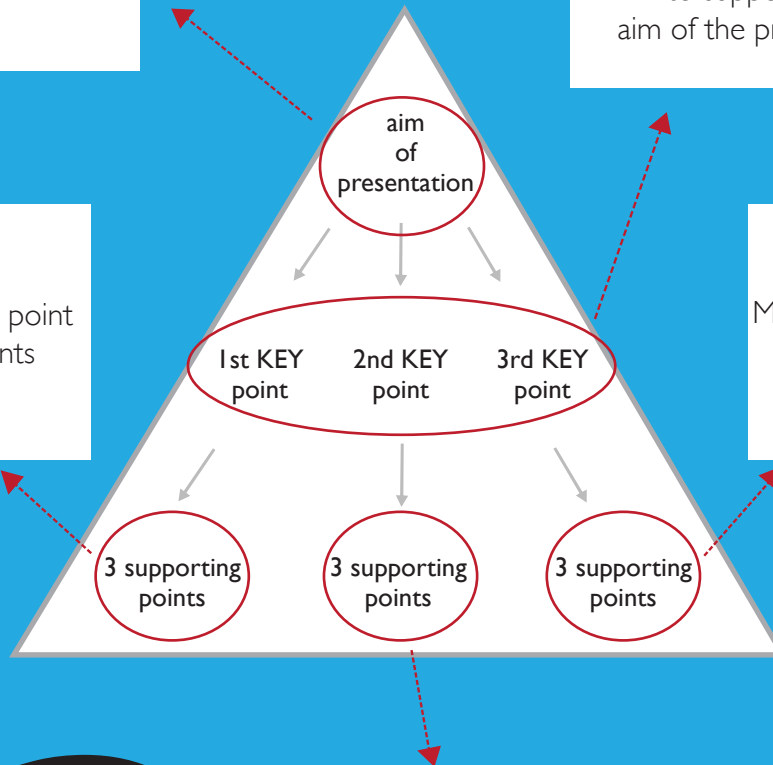 aim of the pr
aim
of
presentation
point
nts
M
1st KEY
point
2nd KEY
point
3rd KEY
point
3 supporting
points
3 supporting
points
3 supporting
points